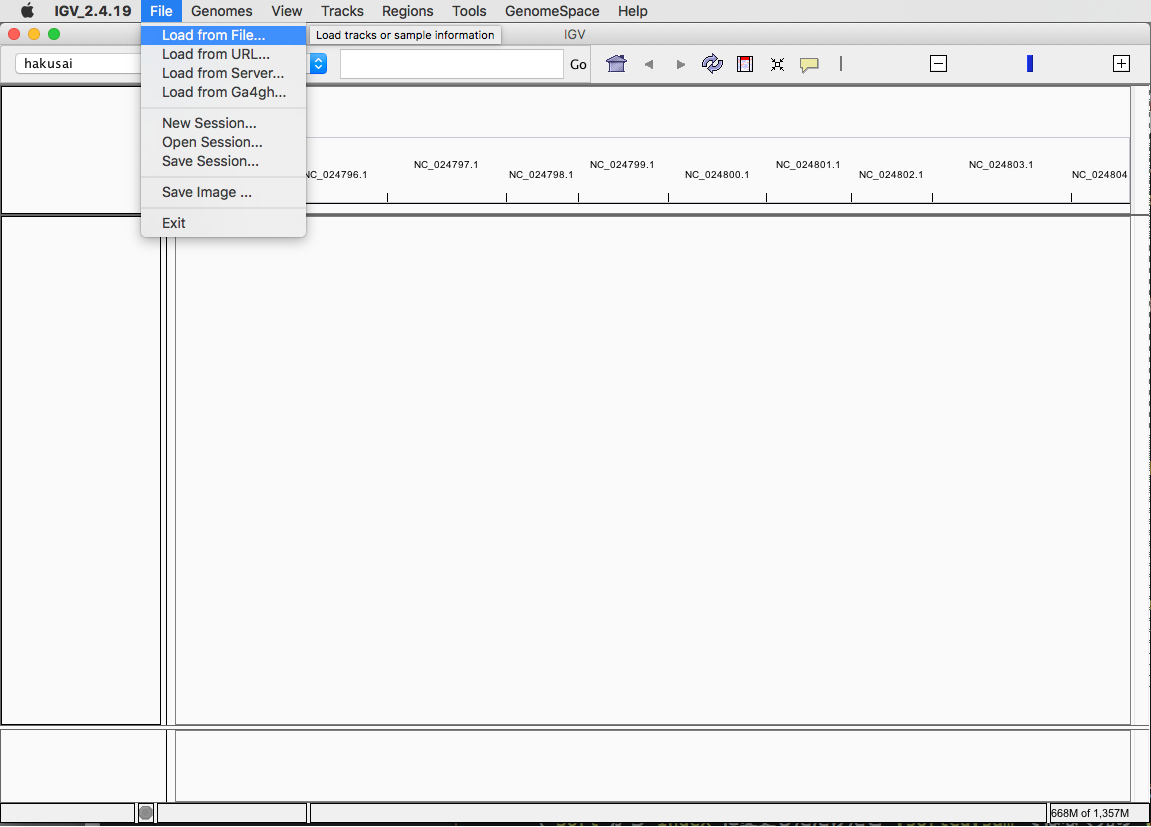 IGV_2.4.19 File Genomes View Tracks Regions Tools GenomeSpace Help
IGV
Load from File...
Load tracks or sample information
Load from URL...
Load from Server...
Load from Ga4gh...
New Session...
Open Session...
Save Session...
Save Image ...
Exit
hakusai
Go
NC_024796.1
NC_024797.1
NC_024798.1
NC_024799.1
NC_024800.1
NC_024801.1
NC_024802.1
NC_024803.1
NC_024804
668M of 1,357M